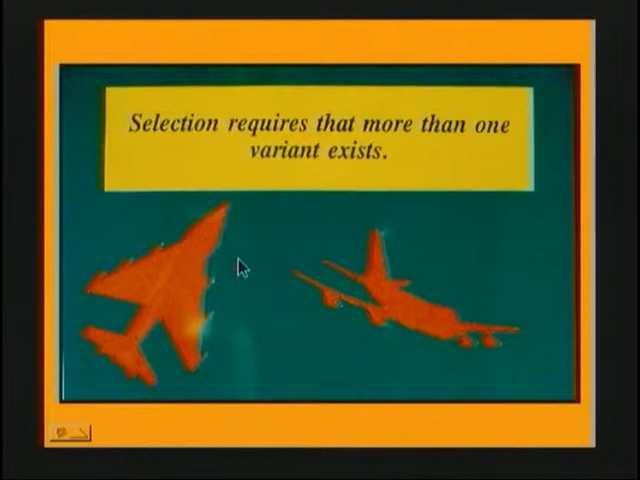 Selection requires that more than one
variant exists.